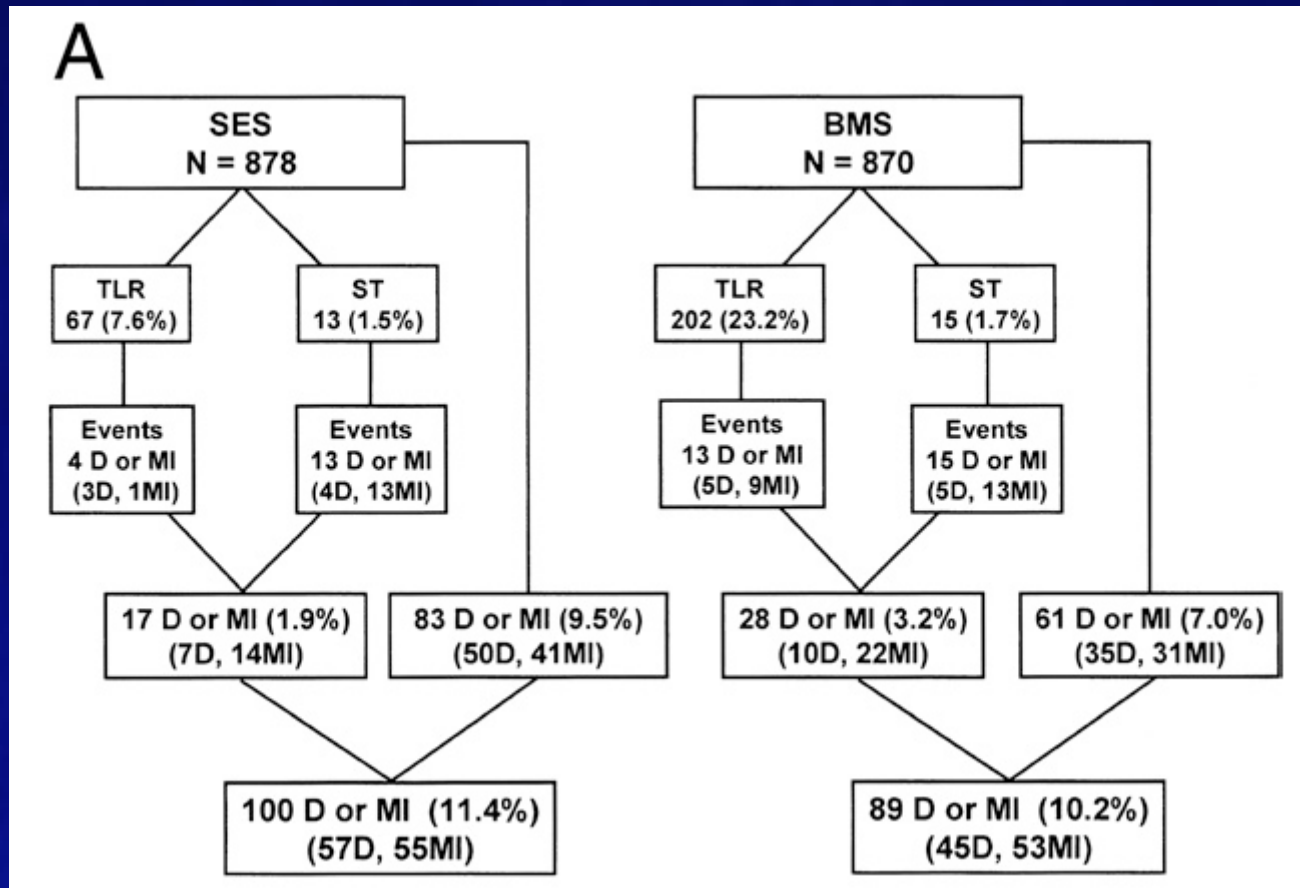 A
SES
N = 878
TLR
67 (7.6%)
ST
13 (1.5%)
Events
4 D or MI
(3D, 1MI)
Events
13 D or MI
(4D, 13MI)
17 D or MI (1.9%)
(7D, 14MI)
83 D or MI (9.5%)
(50D, 41MI)
100 D or MI (11.4%)
(57D, 55MI)
BMS
N = 870
TLR
202 (23.2%)
ST
15 (1.7%)
Events
13 D or MI
(5D, 9MI)
Events
15 D or MI
(5D, 13MI)
28 D or MI (3.2%)
(10D, 22MI)
61 D or MI (7.0%)
(35D, 31MI)
89 D or MI (10.2%)
(45D, 53MI)